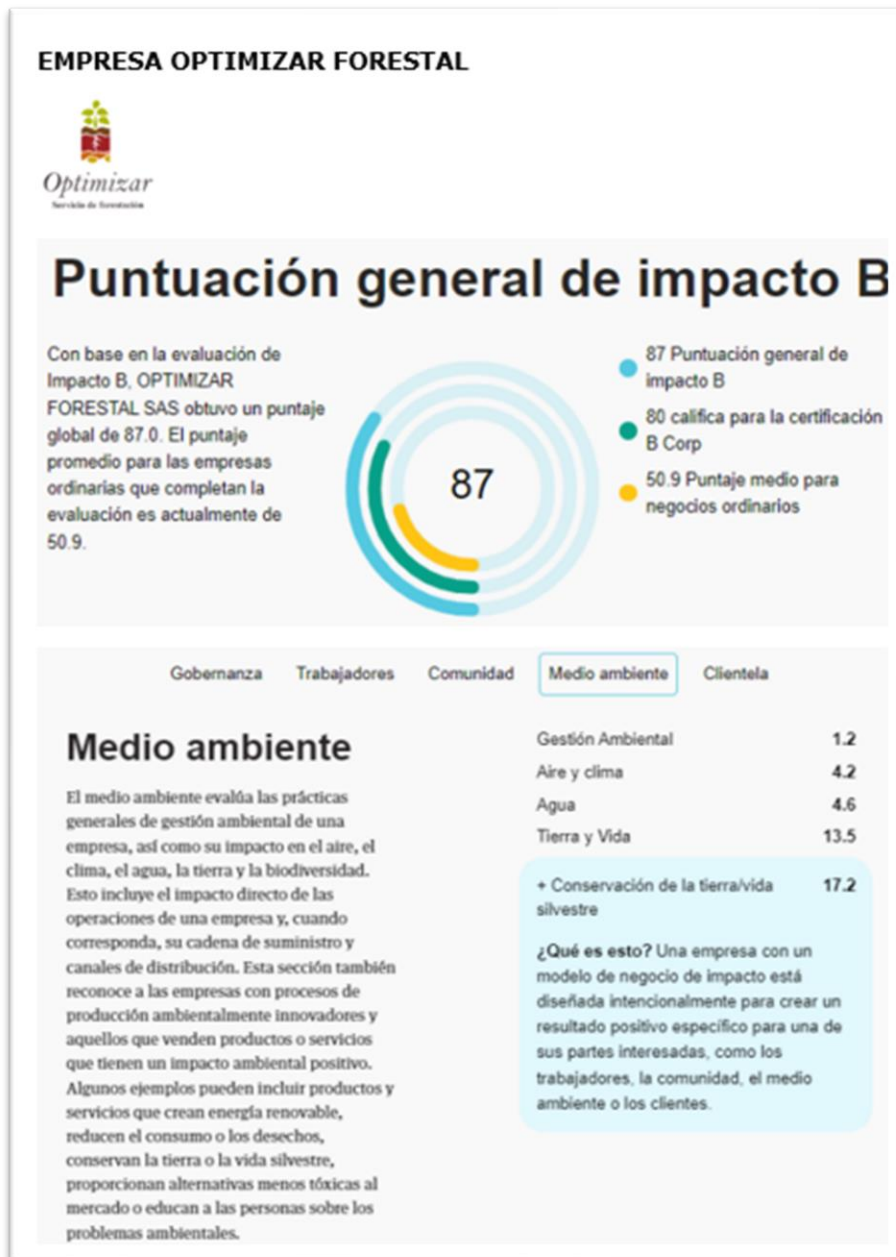 EMPRESA OPTIMIZAR FORESTAL
Optimizar
Servicio de forestación
Puntuación general de impacto B
Con base en la evaluación de
Impacto B, OPTIMIZAR
FORESTAL SAS obtuvo un puntaje
global de 87.0. El puntaje
promedio para las empresas
ordinarias que completan la
evaluación es actualmente de
50.9.
87
87 Puntuación general de
impacto B
80 califica para la certificación
B Corp
50.9 Puntaje medio para
negocios ordinarios
Gobernanza Trabajadores Comunidad Medio ambiente Clientela
Medio ambiente
El medio ambiente evalúa las prácticas
generales de gestión ambiental de una
empresa, así como su impacto en el aire, el
clima, el agua, la tierra y la biodiversidad.
Esto incluye el impacto directo de las
operaciones de una empresa y, cuando
corresponda, su cadena de suministro y
canales de distribución. Esta sección también
reconoce a las empresas con procesos de
producción ambientalmente innovadores y
aquellos que venden productos o servicios
que tienen un impacto ambiental positivo.
Algunos ejemplos pueden incluir productos y
servicios que crean energía renovable,
reducen el consumo o los desechos,
conservan la tierra o la vida silvestre,
proporcionan alternativas menos tóxicas al
mercado o educan a las personas sobre los
problemas ambientales.
Gestión Ambiental 1.2
Aire y clima 4.2
Agua 4.6
Tierra y Vida 13.5
+ Conservación de la tierra/vida 17.2
silvestre
¿Qué es esto? Una empresa con un
modelo de negocio de impacto está
diseñada intencionalmente para crear un
resultado positivo específico para una de
sus partes interesadas, como los
trabajadores, la comunidad, el medio
ambiente o los clientes.